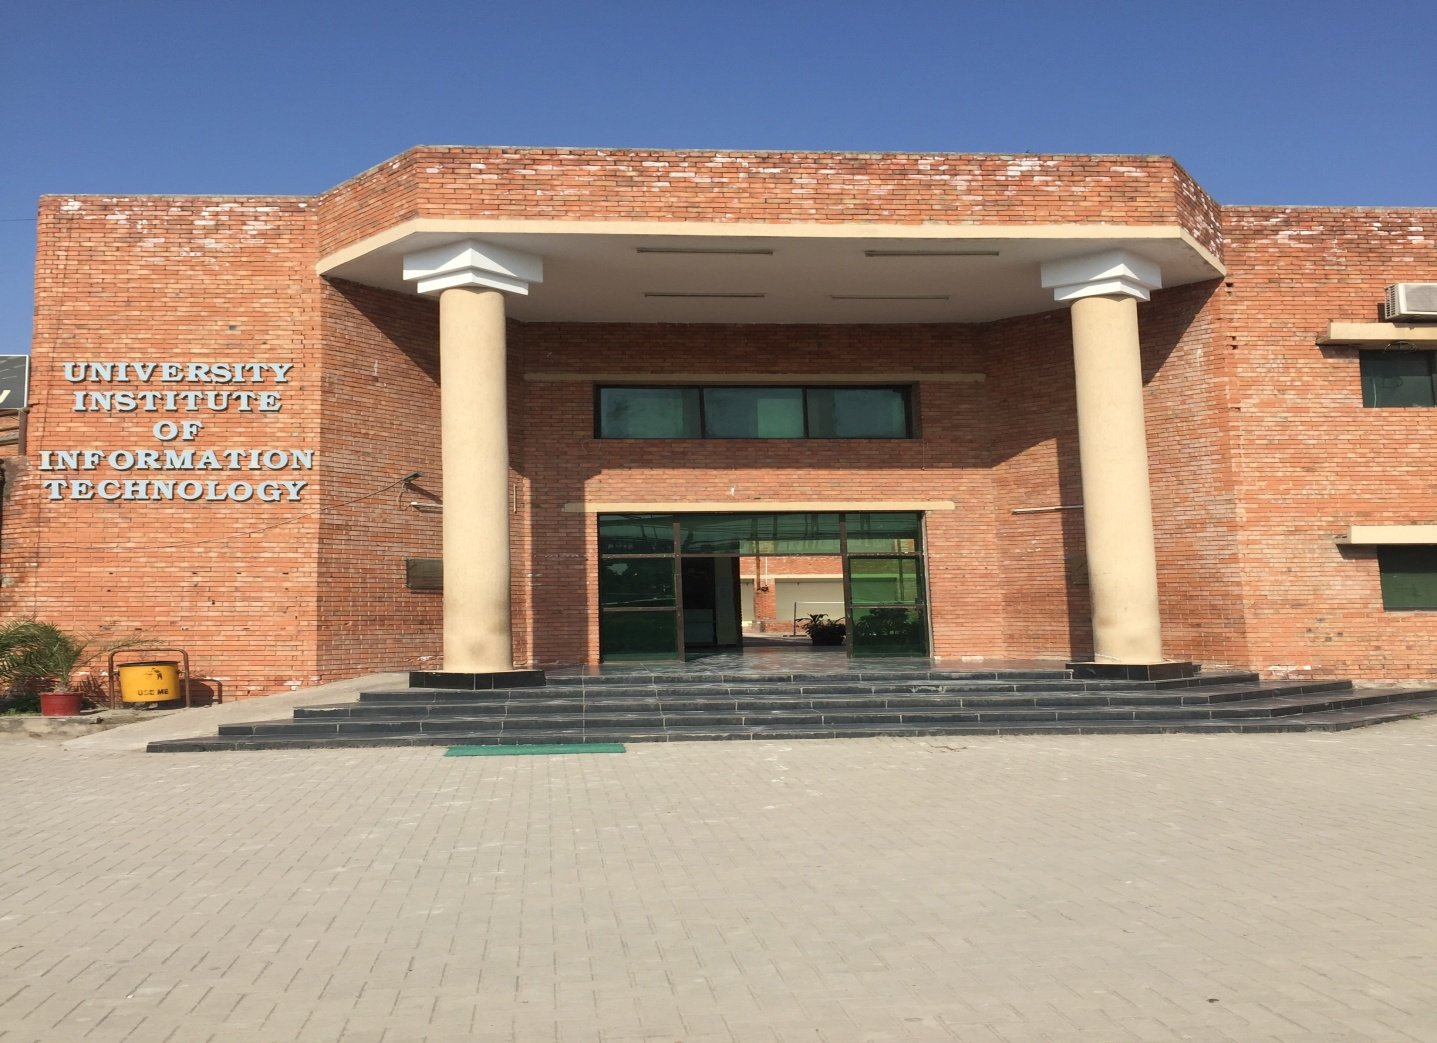 UNIVERSITY
INSTITUTE
OF
INFORMATION
TECHNOLOGY
USE ME